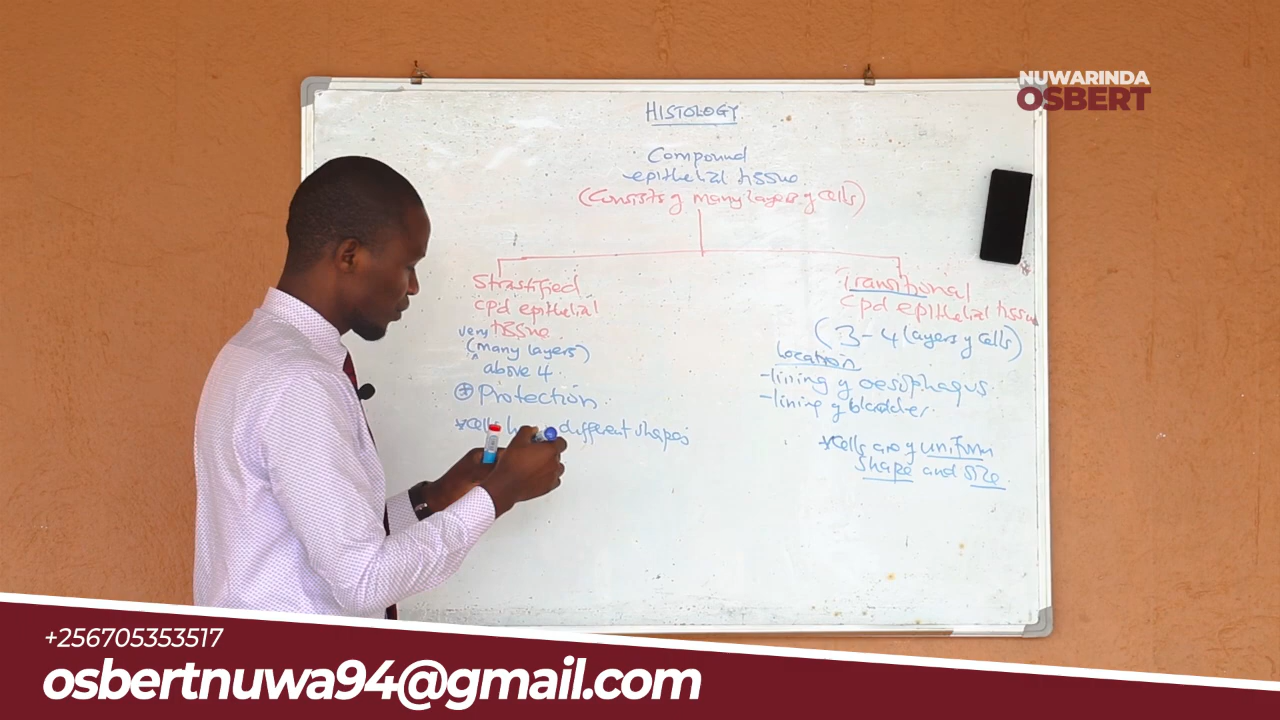 NUWARINDA
OSBERT
HISTOLOGY
Compound
epithelial tissue
(Consists of many layers of cells)
Stratified
cpd epithelial
tissue
very
(many layers)
above 4
Protection
*Cells different shapes
Transitional
cpd epithelial tissue
(3-4 layers of cells)
Location
-lining of oesophagus
-lining of bladder
*Cells are of uniform
shape and size.
+256705353517
osbertnuwa94@gmail.com